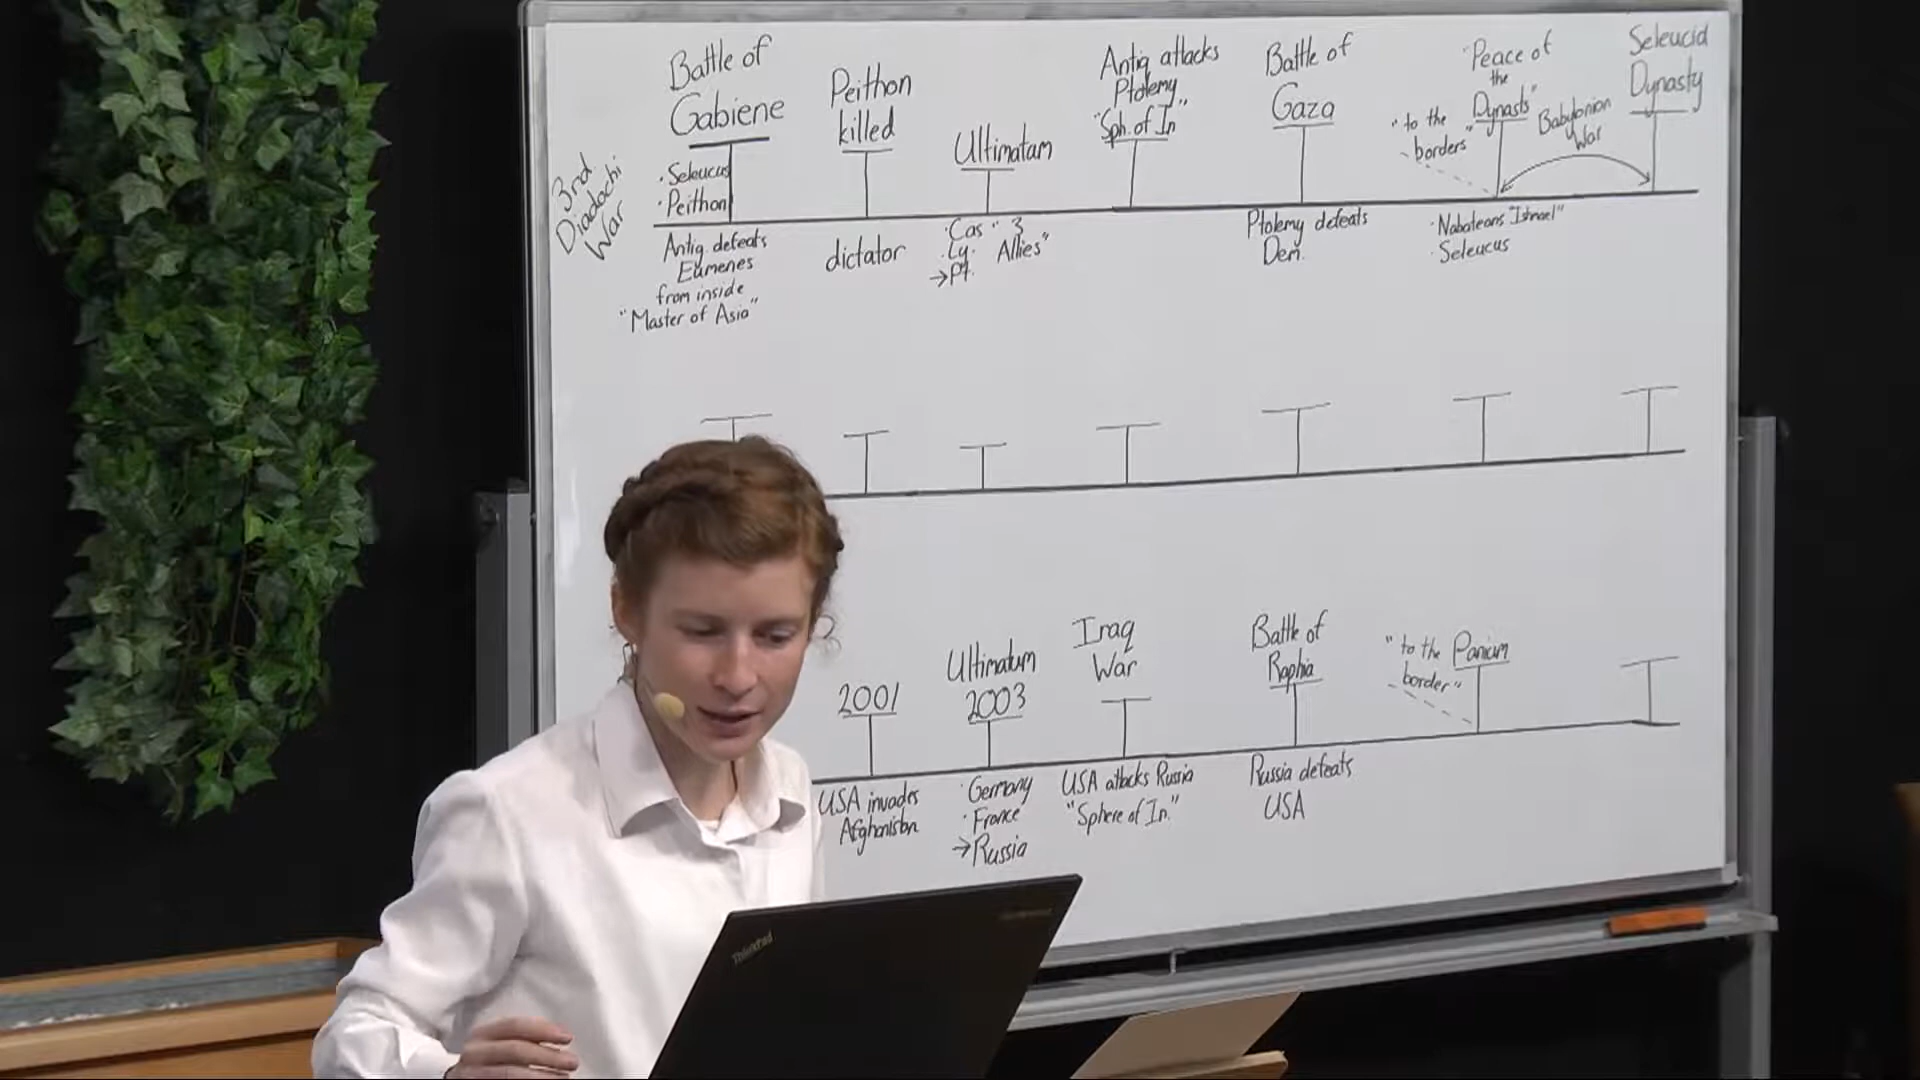 3rd
Diadochi
War
Battle of
Gabiene
· Seleucus
· Peithon
Antig. defeats
Eumenes
from inside
"Master of Asia"
Peithon
killed
dictator
Ultimatam
· Cas " 3
· Ly. Allies"
→ Pt.
Antig attacks
Ptolemy
"Sph. of In"
Battle of
Gaza
Ptolemy defeats
Dem.
"to the
borders"
"Peace of
the
Dynasts"
· Nabateans "Ishmael"
· Seleucus
Babylonian
War
Seleucid
Dynasty
2001
USA invades
Afghanistan
Ultimatum
2003
· Germany
· France
→ Russia
Iraq
War
USA attacks Russia
"Sphere of In."
Battle of
Raphia
Russia defeats
USA
"to the
border"
Panium
ThinkPad